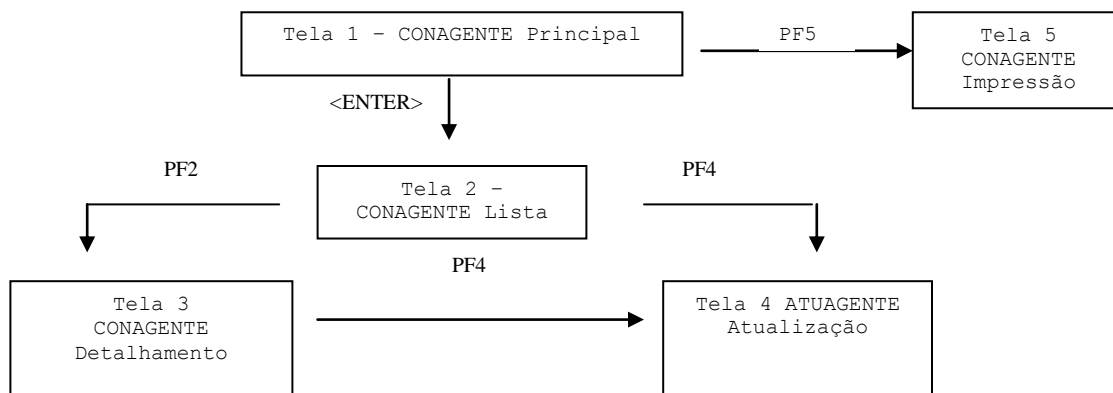 Tela 1 – CONAGENTE Principal
PF5
Tela 5
CONAGENTE
Impressão
<ENTER>
PF2
Tela 2 –
CONAGENTE Lista
PF4
PF4
Tela 3
CONAGENTE
Detalhamento
Tela 4 ATUAGENTE
Atualização